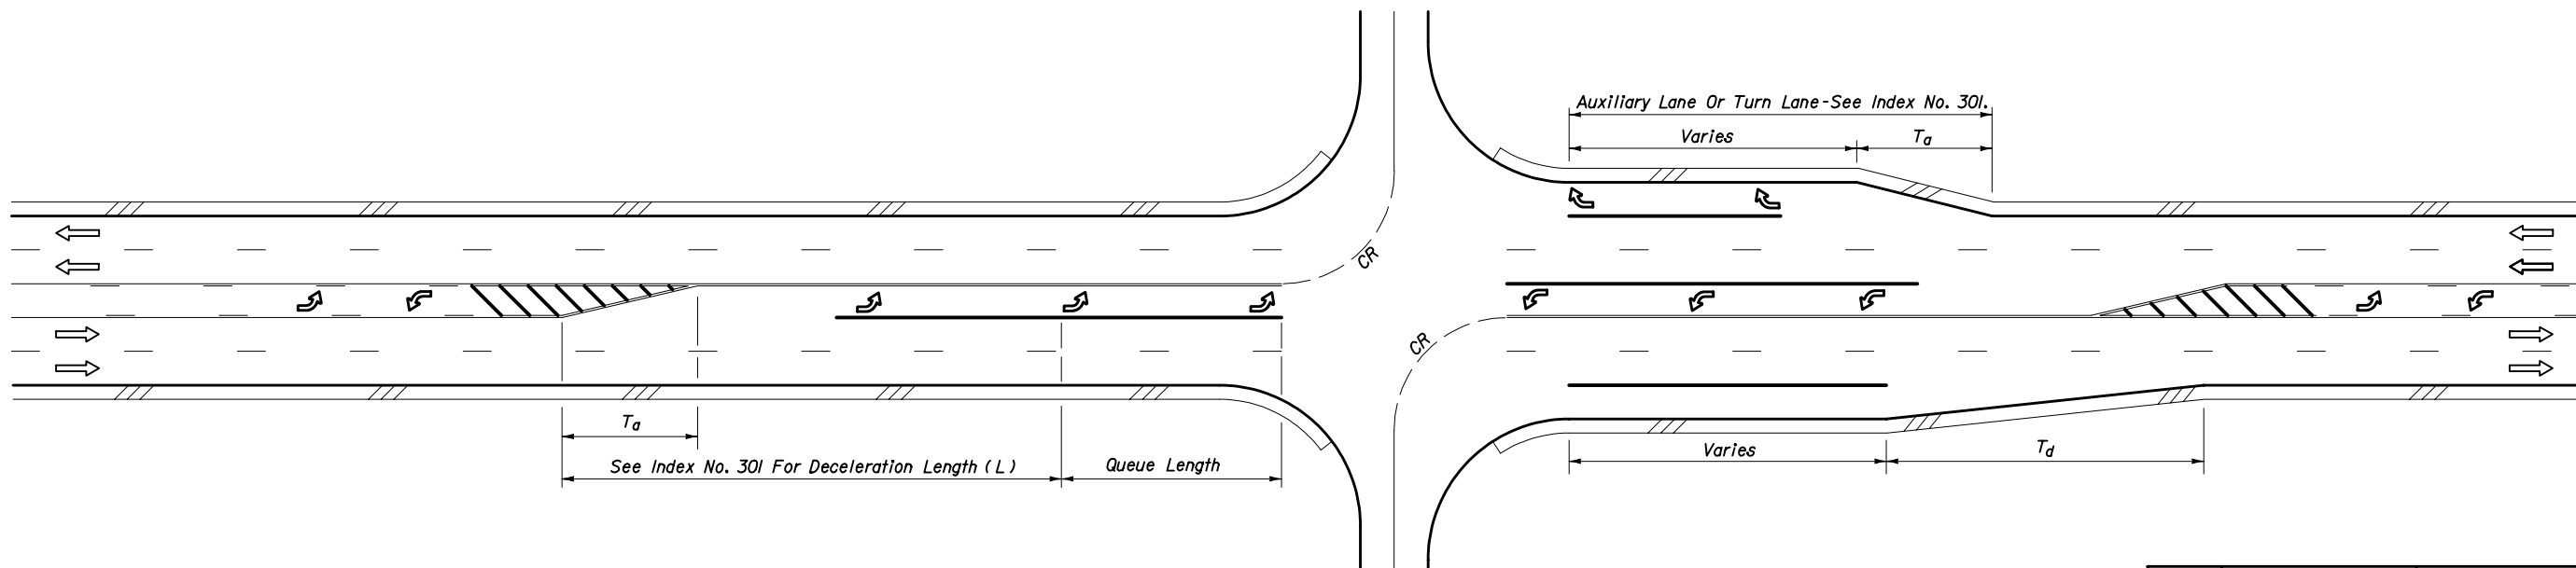 Auxiliary Lane Or Turn Lane-See Index No. 301.
Varies
Ta
CR
CR
Ta
See Index No. 301 For Deceleration Length (L)
Queue Length
Varies
Td